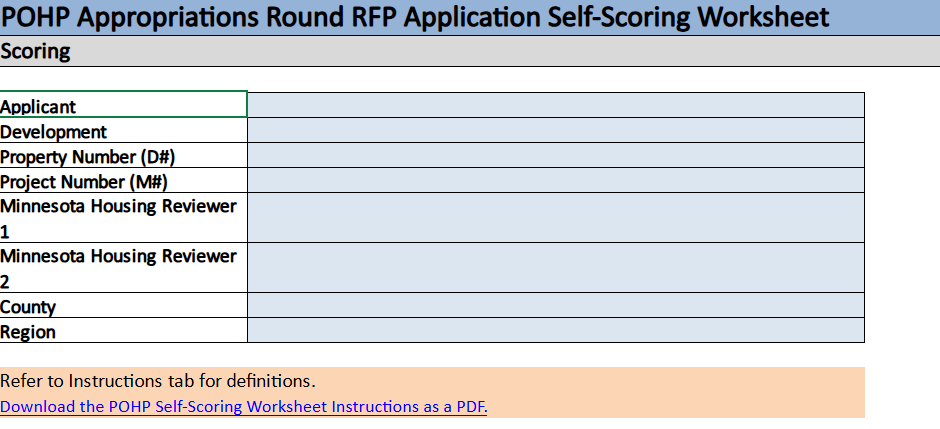 POHP Appropriations Round RFP Application Self-Scoring Worksheet
Scoring
Applicant
Development
Property Number (D#)
Project Number (M#)
Minnesota Housing Reviewer
1
Minnesota Housing Reviewer
2
County
Region
Refer to Instructions tab for definitions.
Download the POHP Self-Scoring Worksheet Instructions as a PDF.